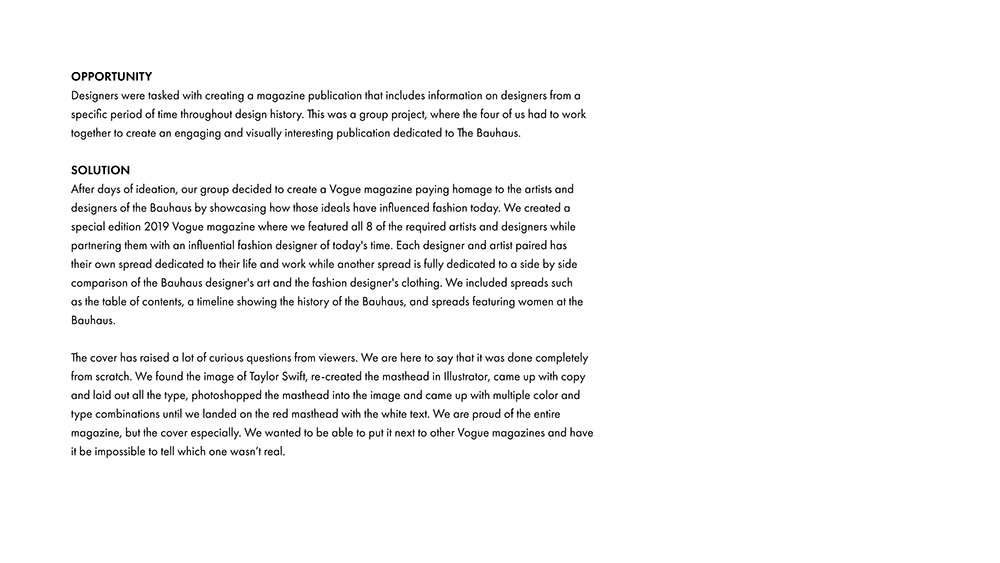 OPPORTUNITY
Designers were tasked with creating a magazine publication that includes information on designers from a
specific period of time throughout design history. This was a group project, where the four of us had to work
together to create an engaging and visually interesting publication dedicated to The Bauhaus.
SOLUTION
After days of ideation, our group decided to create a Vogue magazine paying homage to the artists and
designers of the Bauhaus by showcasing how those ideals have influenced fashion today. We created a
special edition 2019 Vogue magazine where we featured all 8 of the required artists and designers while
partnering them with an influential fashion designer of today's time. Each designer and artist paired has
their own spread dedicated to their life and work while another spread is fully dedicated to a side by side
comparison of the Bauhaus designer's art and the fashion designer's clothing. We included spreads such
as the table of contents, a timeline showing the history of the Bauhaus, and spreads featuring women at the
Bauhaus.
The cover has raised a lot of curious questions from viewers. We are here to say that it was done completely
from scratch. We found the image of Taylor Swift, re-created the masthead in Illustrator, came up with copy
and laid out all the type, photoshopped the masthead into the image and came up with multiple color and
type combinations until we landed on the red masthead with the white text. We are proud of the entire
magazine, but the cover especially. We wanted to be able to put it next to other Vogue magazines and have
it be impossible to tell which one wasn’t real.